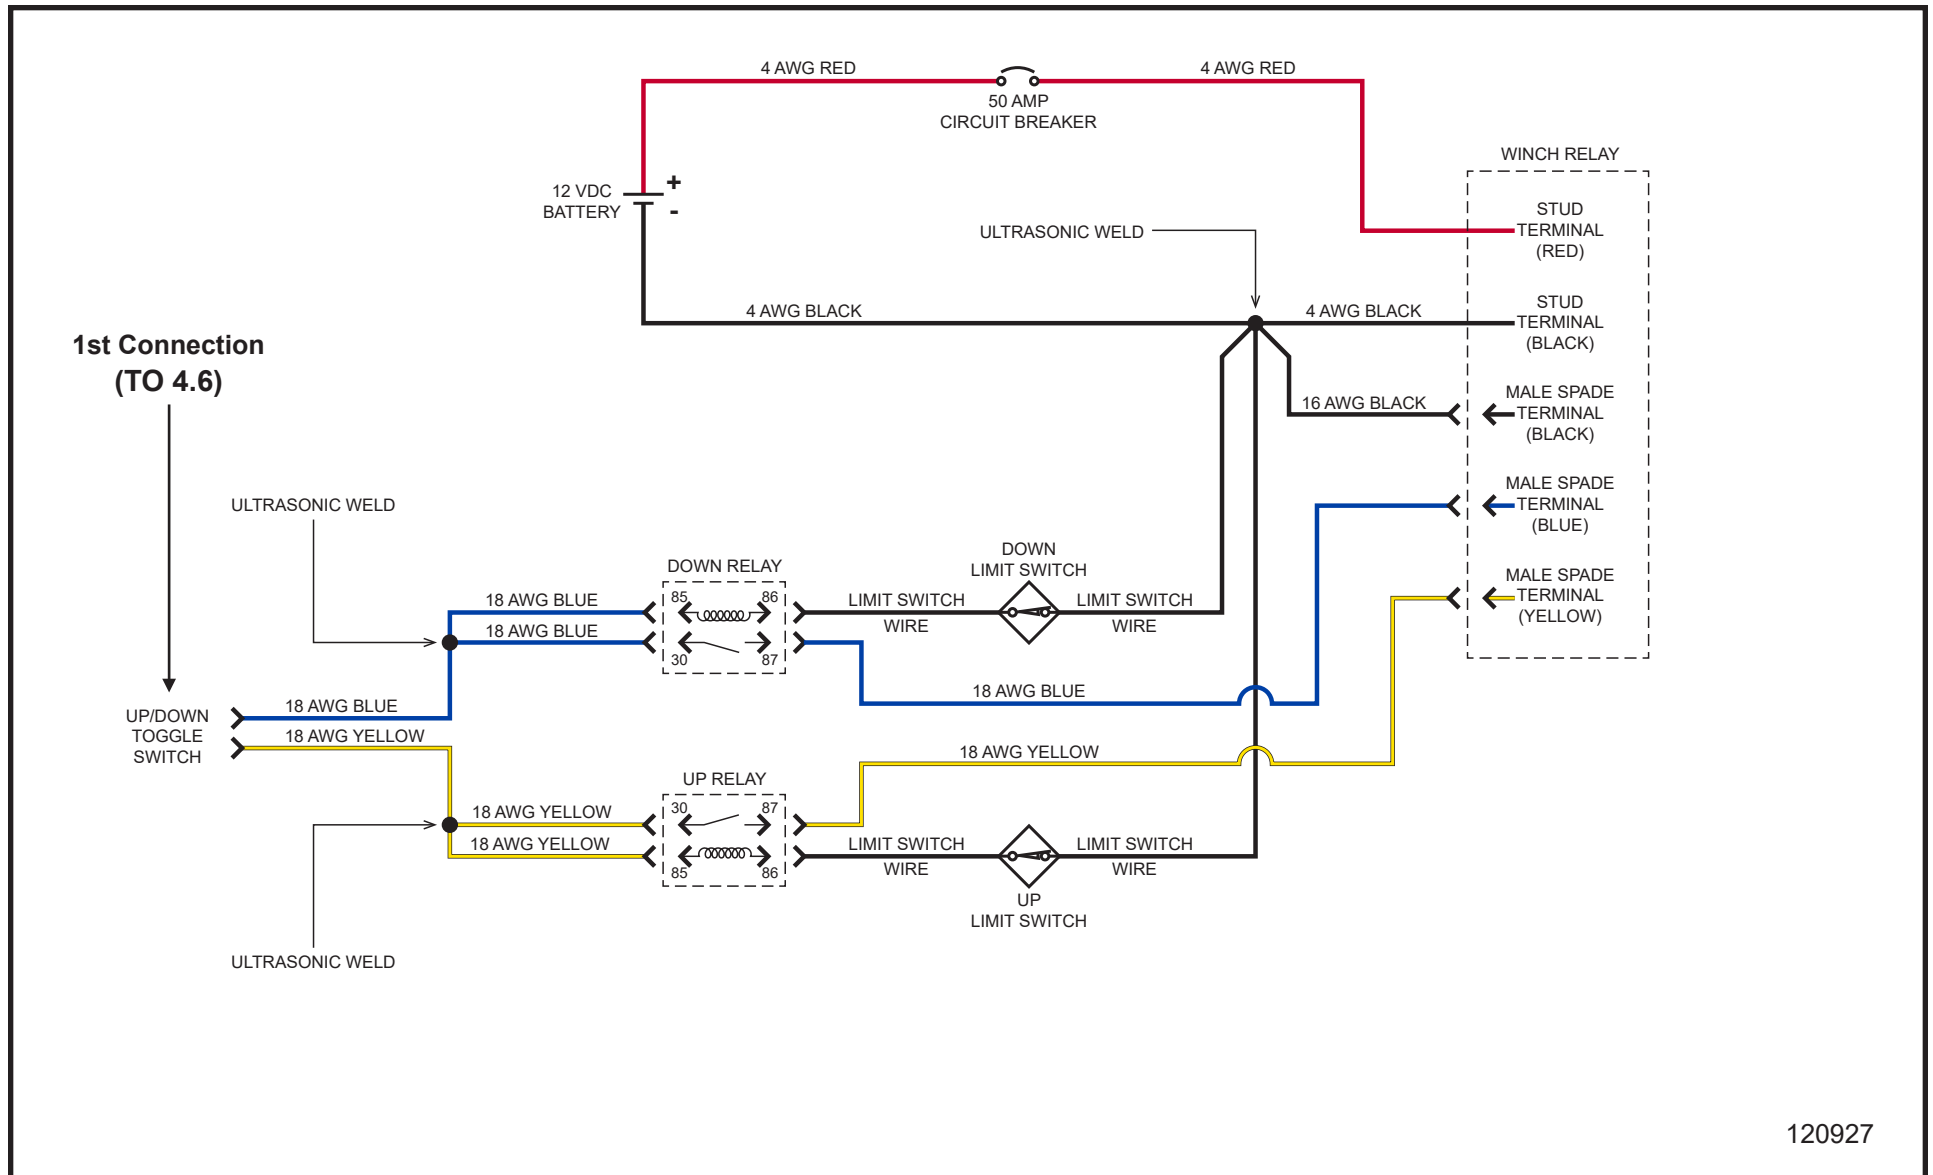 4 AWG RED
4 AWG RED
50 AMP
CIRCUIT BREAKER
WINCH RELAY
12 VDC
BATTERY
+
-
STUD
TERMINAL
(RED)
ULTRASONIC WELD
4 AWG BLACK
4 AWG BLACK
STUD
TERMINAL
(BLACK)
1st Connection
(TO 4.6)
16 AWG BLACK
MALE SPADE
TERMINAL
(BLACK)
ULTRASONIC WELD
MALE SPADE
TERMINAL
(BLUE)
DOWN RELAY
DOWN
LIMIT SWITCH
18 AWG BLUE
85
86
LIMIT SWITCH
WIRE
LIMIT SWITCH
WIRE
MALE SPADE
TERMINAL
(YELLOW)
18 AWG BLUE
30
87
18 AWG BLUE
18 AWG BLUE
UP/DOWN
TOGGLE
SWITCH
18 AWG YELLOW
18 AWG YELLOW
UP RELAY
18 AWG YELLOW
30
87
18 AWG YELLOW
85
86
LIMIT SWITCH
WIRE
LIMIT SWITCH
WIRE
UP
LIMIT SWITCH
ULTRASONIC WELD
120927